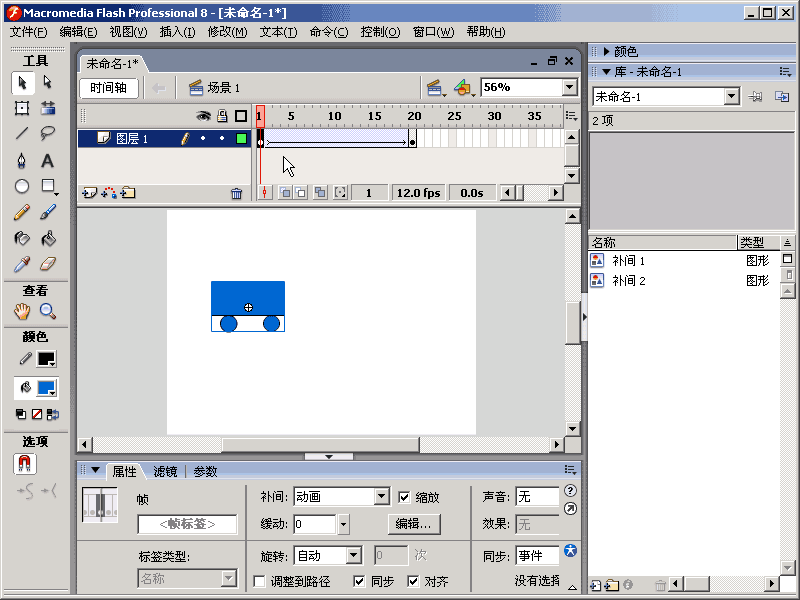 Macromedia Flash Professional 8 - [未命名-1*]
文件(F) 编辑(E) 视图(V) 插入(I) 修改(M) 文本(T) 命令(C) 控制(O) 窗口(W) 帮助(H)
工具
查看
颜色
选项
未命名-1*
时间轴 场景 1 56%
1 5 10 15 20 25 30 35
图层 1
1 12.0 fps 0.0s
属性 滤镜 参数
帧
<帧标签>
标签类型:
名称
补间: 动画 缩放
缓动: 0 编辑...
旋转: 自动 0 次
调整到路径 同步 对齐
声音: 无
效果: 无
同步: 事件
没有选择
颜色
库 - 未命名-1
未命名-1
2 项
名称 类型
补间 1 图形
补间 2 图形